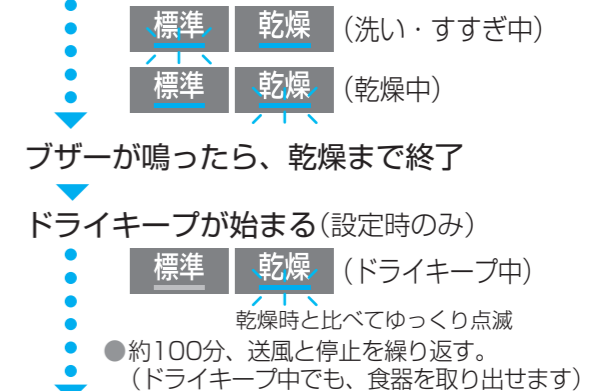 標準 乾燥 (洗い・すすぎ中)
標準 乾燥 (乾燥中)
ブザーが鳴ったら、乾燥まで終了
ドライキープが始まる(設定時のみ)
標準 乾燥 (ドライキープ中)
乾燥時と比べてゆっくり点滅
●約100分、送風と停止を繰り返す。
(ドライキープ中でも、食器を取り出せます)